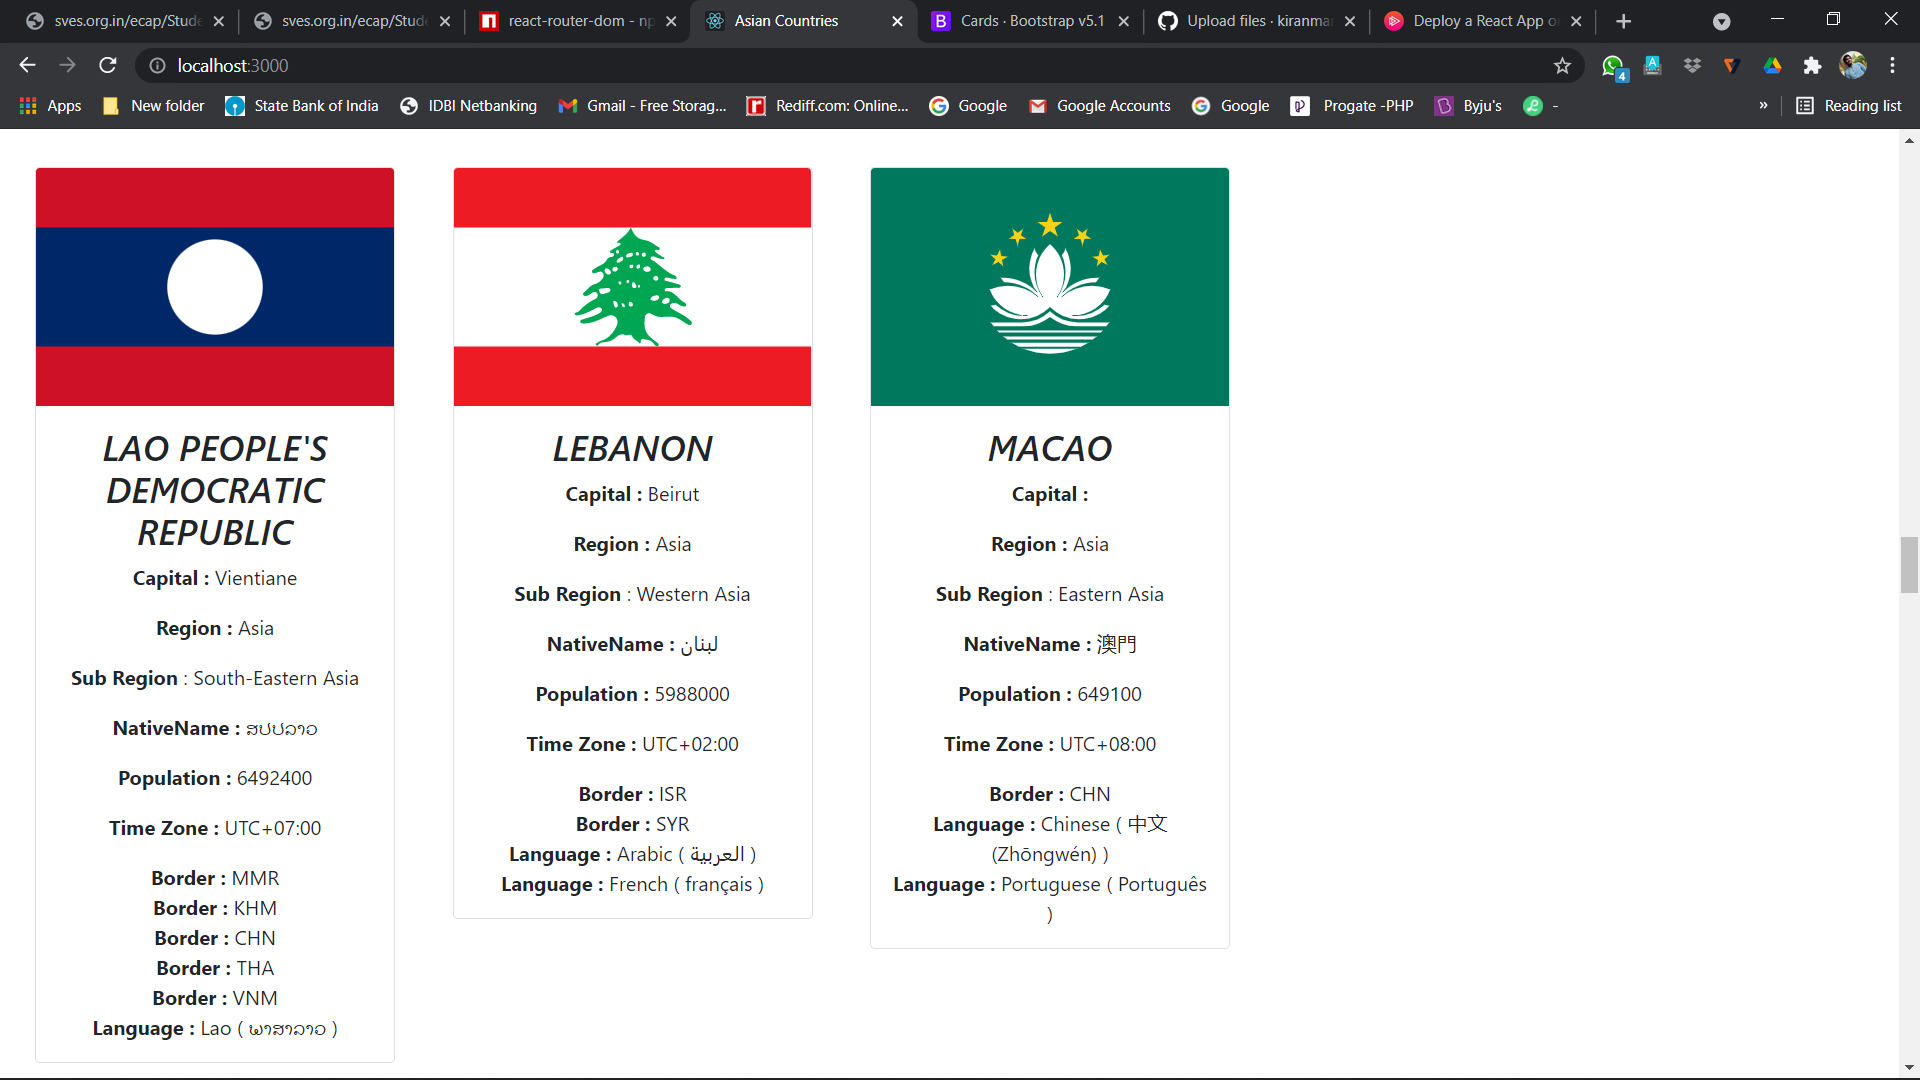 sves.org.in/ecap/Stude
sves.org.in/ecap/Stude
react-router-dom - np
Asian Countries
Cards · Bootstrap v5.1
Upload files · kiranmar
Deploy a React App o
localhost:3000
4
Apps
New folder
State Bank of India
IDBI Netbanking
Gmail - Free Storag...
Rediff.com: Online...
Google
Google Accounts
Google
Progate -PHP
Byju's
-
»
Reading list
LAO PEOPLE'S
DEMOCRATIC
REPUBLIC
Capital : Vientiane
Region : Asia
Sub Region : South-Eastern Asia
NativeName : ສປປລາວ
Population : 6492400
Time Zone : UTC+07:00
Border : MMR
Border : KHM
Border : CHN
Border : THA
Border : VNM
Language : Lao ( ພາສາລາວ )
LEBANON
Capital : Beirut
Region : Asia
Sub Region : Western Asia
NativeName : لبنان
Population : 5988000
Time Zone : UTC+02:00
Border : ISR
Border : SYR
Language : Arabic ( العربية )
Language : French ( français )
MACAO
Capital :
Region : Asia
Sub Region : Eastern Asia
NativeName : 澳門
Population : 649100
Time Zone : UTC+08:00
Border : CHN
Language : Chinese ( 中文
(Zhōngwén) )
Language : Portuguese ( Português
)